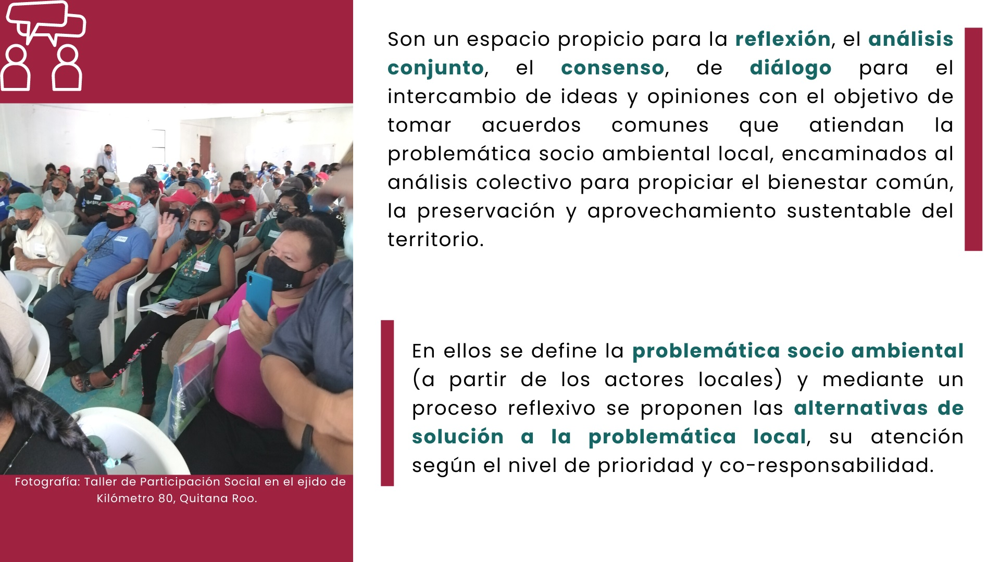 Son un espacio propicio para la reflexión, el análisis
conjunto, el consenso, de diálogo para el
intercambio de ideas y opiniones con el objetivo de
tomar acuerdos comunes que atiendan la
problemática socio ambiental local, encaminados al
análisis colectivo para propiciar el bienestar común,
la preservación y aprovechamiento sustentable del
territorio.
En ellos se define la problemática socio ambiental
(a partir de los actores locales) y mediante un
proceso reflexivo se proponen las alternativas de
solución a la problemática local, su atención
según el nivel de prioridad y co-responsabilidad.
Fotografía: Taller de Participación Social en el ejido de
Kilómetro 80, Quitana Roo.